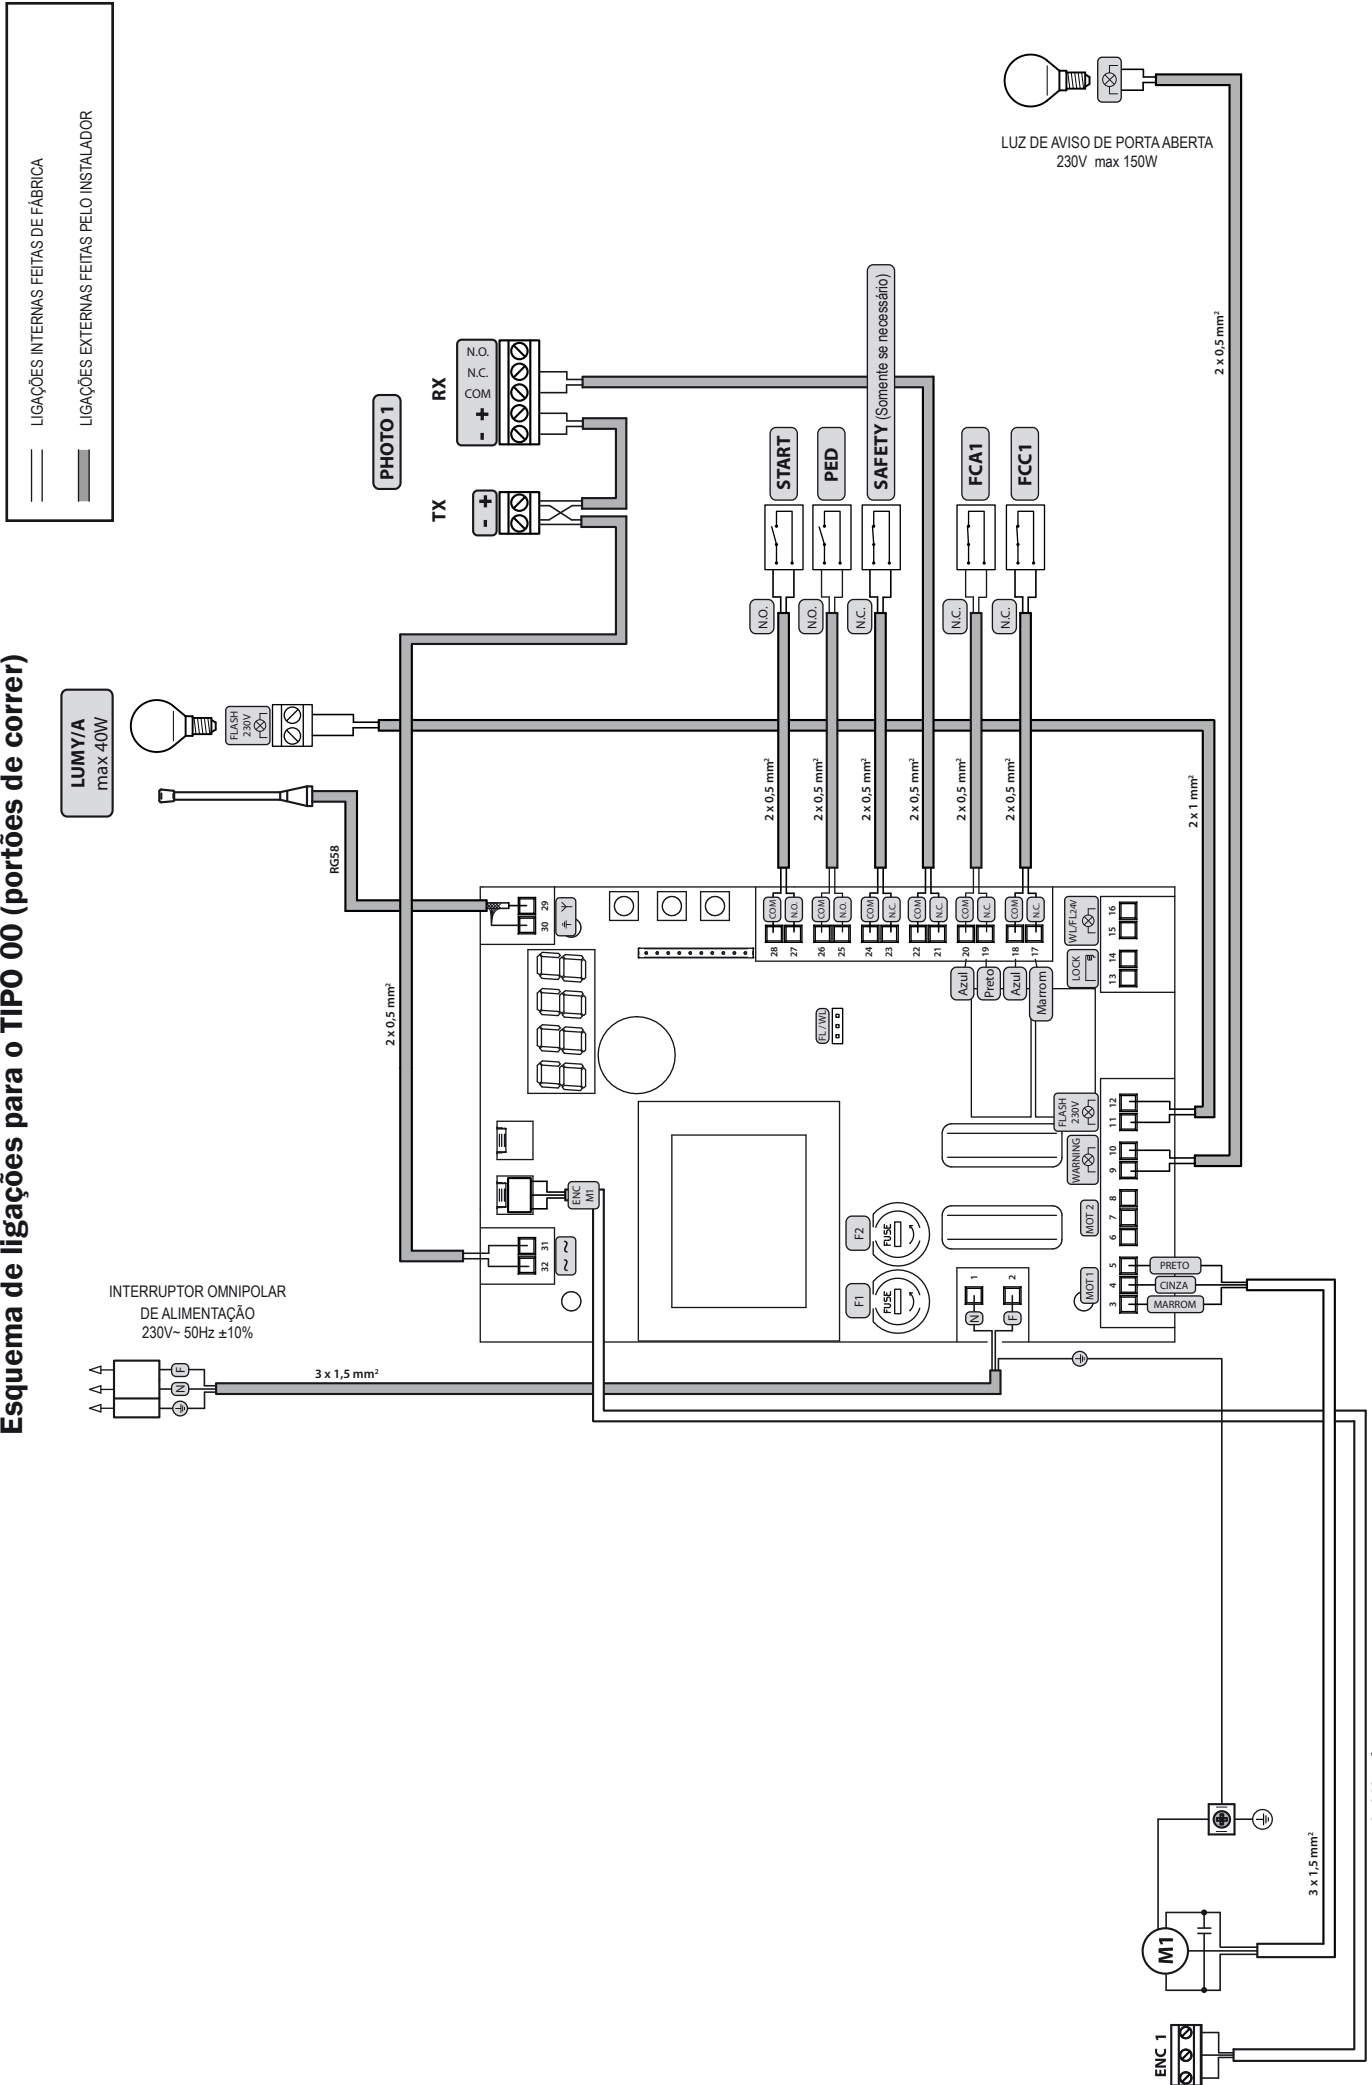 Esquema de ligações para o TIPO 00 (portões de correr)
LIGAÇÕES INTERNAS FEITAS DE FÁBRICA
LIGAÇÕES EXTERNAS FEITAS PELO INSTALADOR
LUZ DE AVISO DE PORTA ABERTA
230V max 150W
2 x 0,5 mm²
PHOTO 1
RX
N.O.
N.C.
COM
- +
TX
- +
START
PED
SAFETY (Somente se necessário)
FCA1
FCC1
N.O.
N.O.
N.C.
N.C.
N.C.
LUMY/A
max 40W
FLASH
230V
RG58
2 x 0,5 mm²
2 x 0,5 mm²
2 x 0,5 mm²
2 x 0,5 mm²
2 x 0,5 mm²
2 x 0,5 mm²
2 x 1 mm²
2 x 0,5 mm²
29
30
COM
N.O.
COM
N.O.
COM
N.C.
COM
N.C.
COM
N.C.
COM
N.C.
28
27
26
25
24
23
22
21
20
19
18
17
Azul
Preto
Azul
Marrom
WL/FL24V
LOCK
16
15
14
13
FL / WL
FLASH
230V
WARNING
12
11
10
9
MOT 2
8
7
6
MOT 1
5
4
3
PRETO
CINZA
MARROM
ENC
M1
31
32
~ ~
F2
FUSE
F1
FUSE
1
2
N
F
INTERRUPTOR OMNIPOLAR
DE ALIMENTAÇÃO
230V~ 50Hz ±10%
F
N
3 x 1,5 mm²
3 x 1,5 mm²
M1
ENC 1